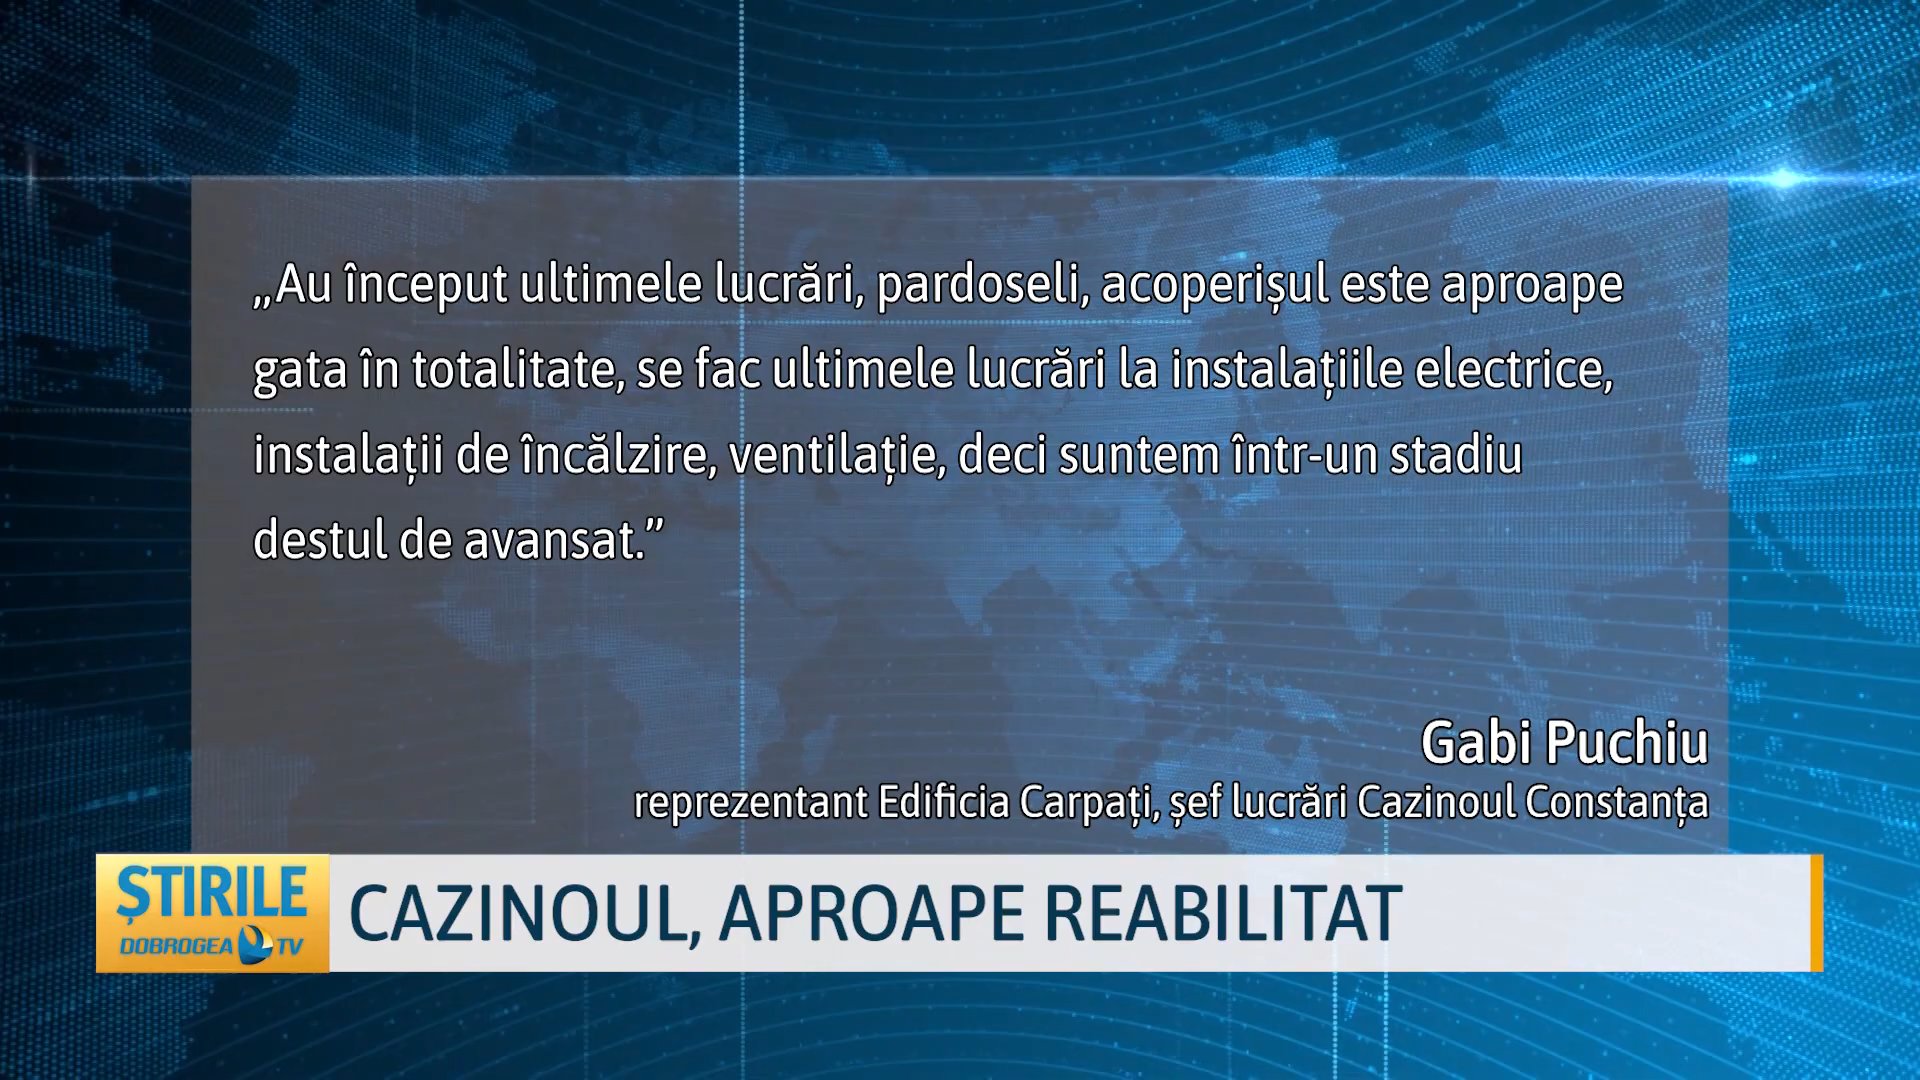 „Au început ultimele lucrări, pardoseli, acoperișul este aproape
gata în totalitate, se fac ultimele lucrări la instalațiile electrice,
instalații de încălzire, ventilație, deci suntem într-un stadiu
destul de avansat.”
Gabi Puchiu
reprezentant Edificia Carpați, șef lucrări Cazinoul Constanța
ȘTIRILE
DOBROGEA TV
CAZINOUL, APROAPE REABILITAT